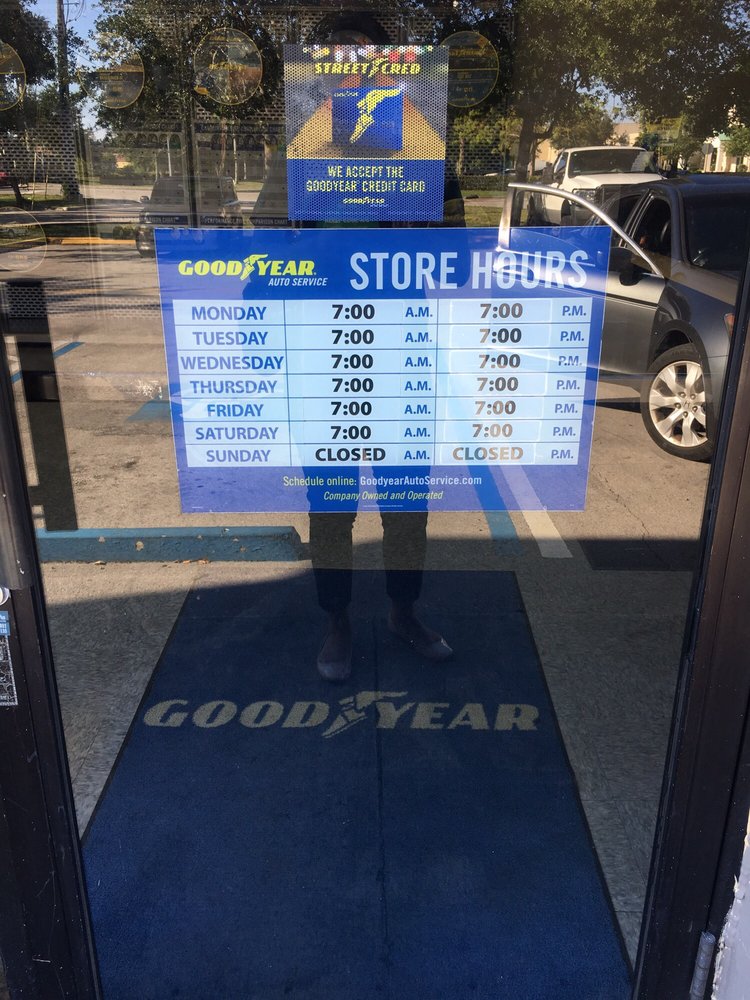 STREET CRED
GOODYEAR
WE ACCEPT THE
GOODYEAR CREDIT CARD
GOODYEAR
GOODYEAR
AUTO SERVICE
STORE HOURS
MONDAY 7:00 A.M. 7:00 P.M.
TUESDAY 7:00 A.M. 7:00 P.M.
WEDNESDAY 7:00 A.M. 7:00 P.M.
THURSDAY 7:00 A.M. 7:00 P.M.
FRIDAY 7:00 A.M. 7:00 P.M.
SATURDAY 7:00 A.M. 7:00 P.M.
SUNDAY CLOSED A.M. CLOSED P.M.
Schedule online: GoodyearAutoService.com
Company Owned and Operated
GOODYEAR